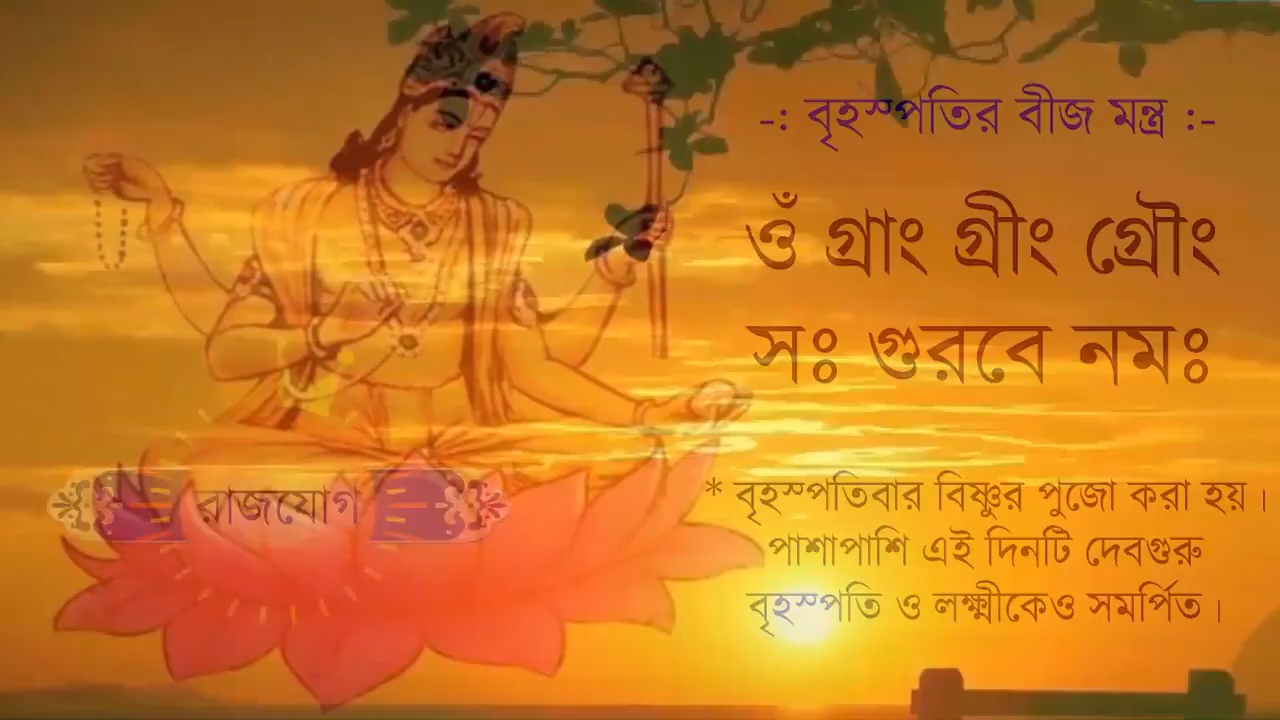 -: বৃহস্পতির বীজ মন্ত্র :-
ওঁ গ্রাং গ্রীং গ্রৌং
সঃ গুরবে নমঃ
রাজযোগ
* বৃহস্পতিবার বিষ্ণুর পুজো করা হয়।
পাশাপাশি এই দিনটি দেবগুরু
বৃহস্পতি ও লক্ষ্মীকেও সমর্পিত।